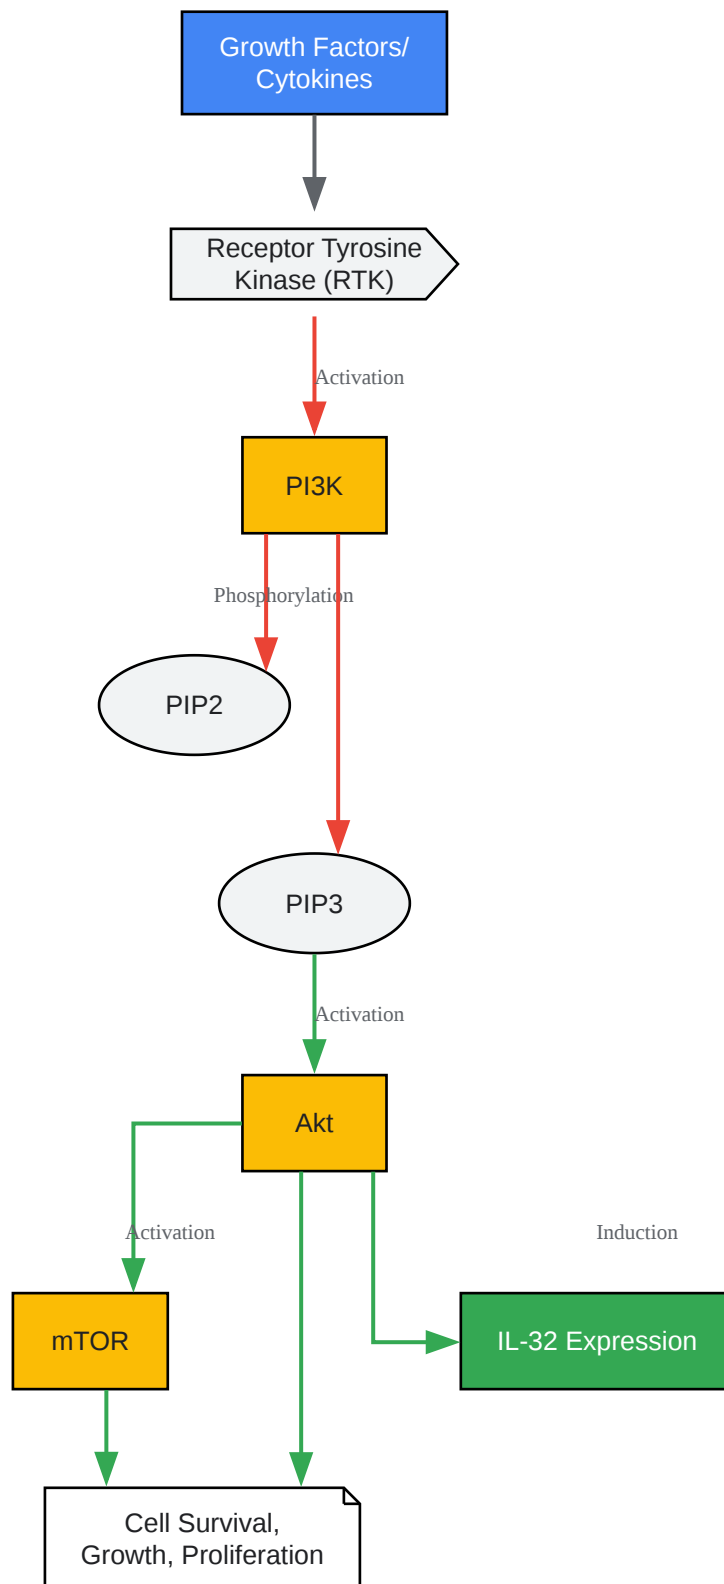 Growth Factors/
Cytokines
Receptor Tyrosine
Kinase (RTK)
Activation
PI3K
Phosphorylation
PIP2
PIP3
Activation
Akt
Activation
Induction
mTOR
IL-32 Expression
Cell Survival,
Growth, Proliferation